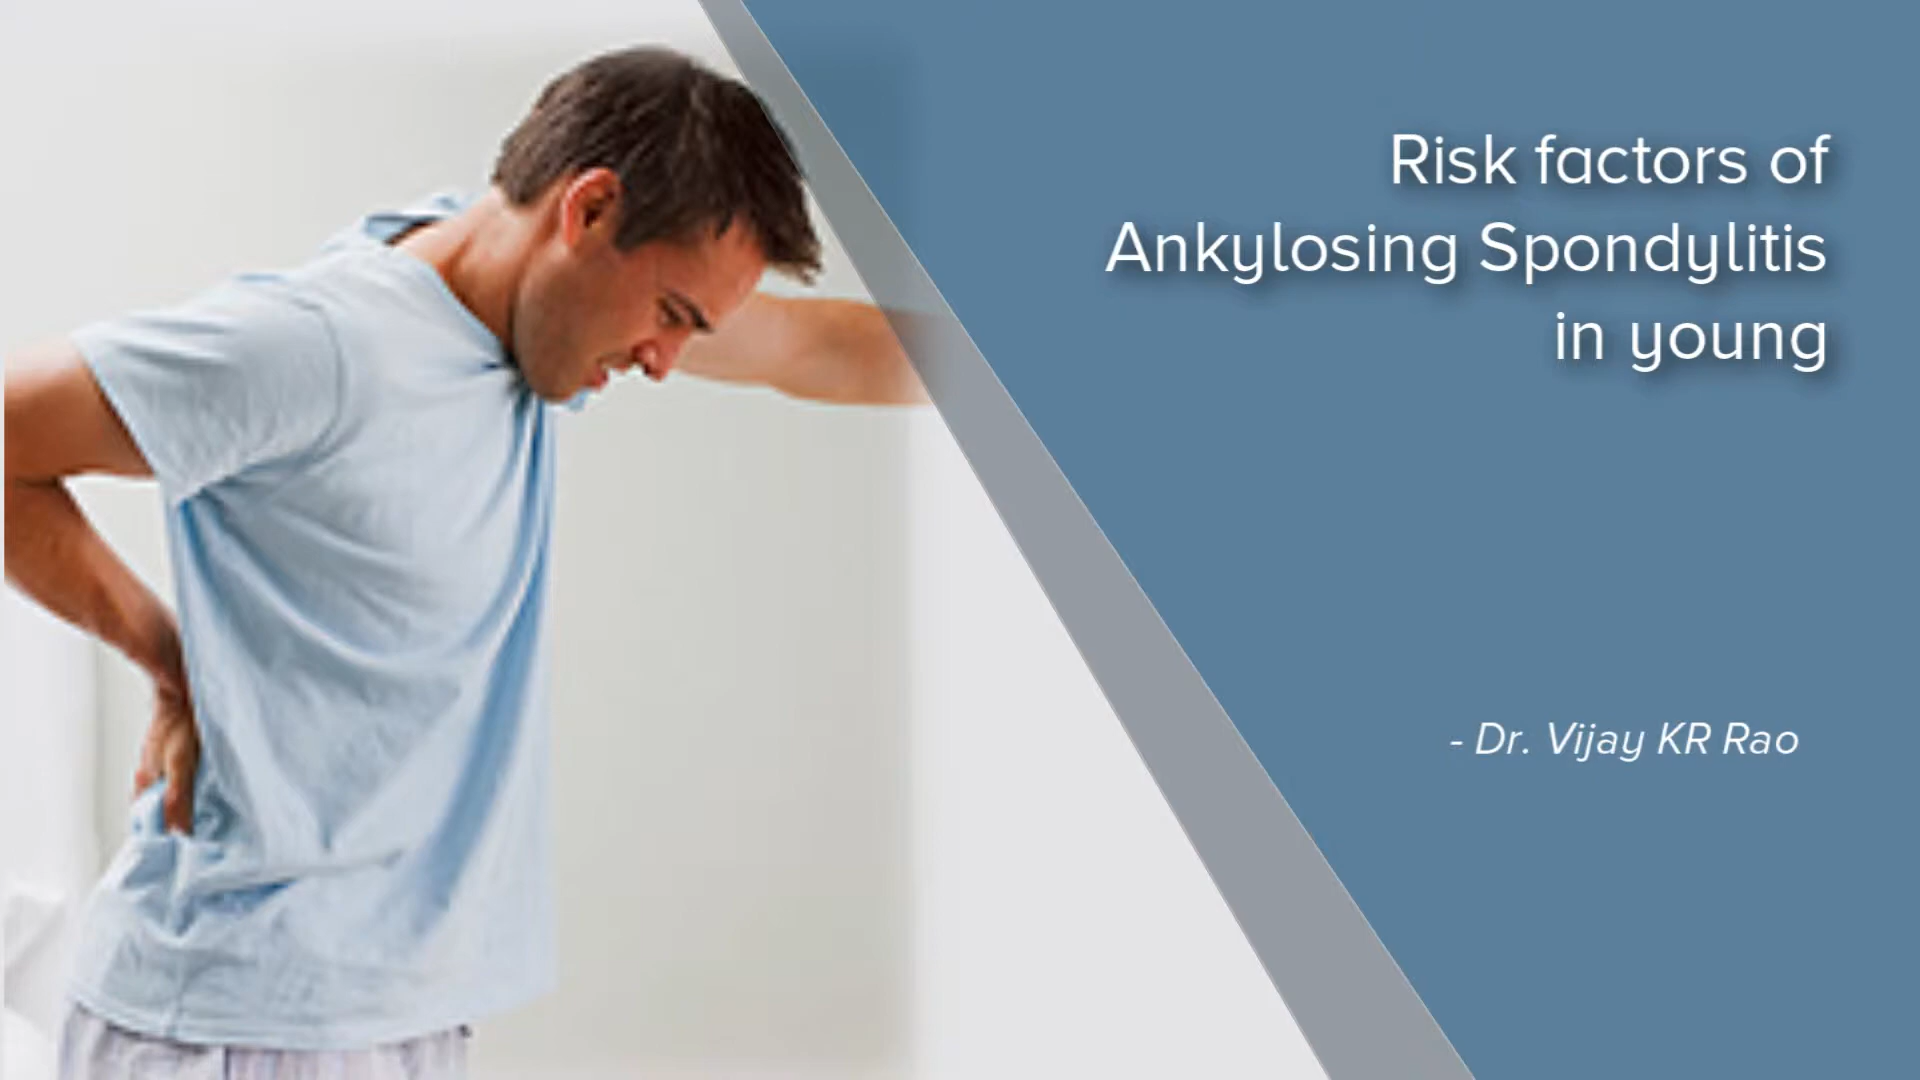 Risk factors of
Ankylosing Spondylitis
in young
- Dr. Vijay KR Rao